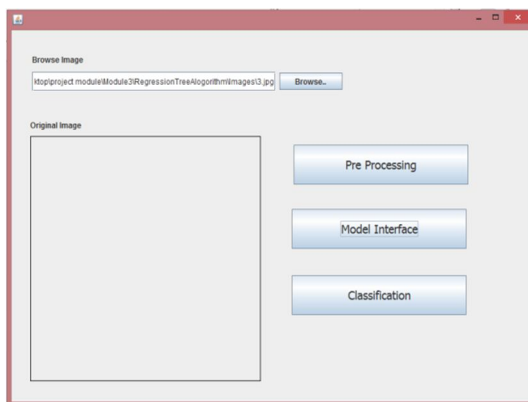 Browse Image
ktop\project module\Module3\RegressionTreeAlogorithm\Images\3.jpg
Browse..
Original Image
Pre Processing
Model Interface
Classification